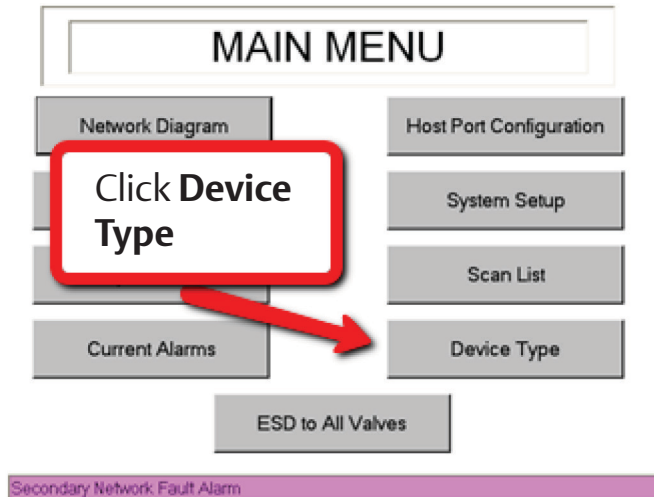 MAIN MENU
Network Diagram
Host Port Configuration
Click Device
Type
System Setup
Scan List
Current Alarms
Device Type
ESD to All Valves
Secondary Network Fault Alarm